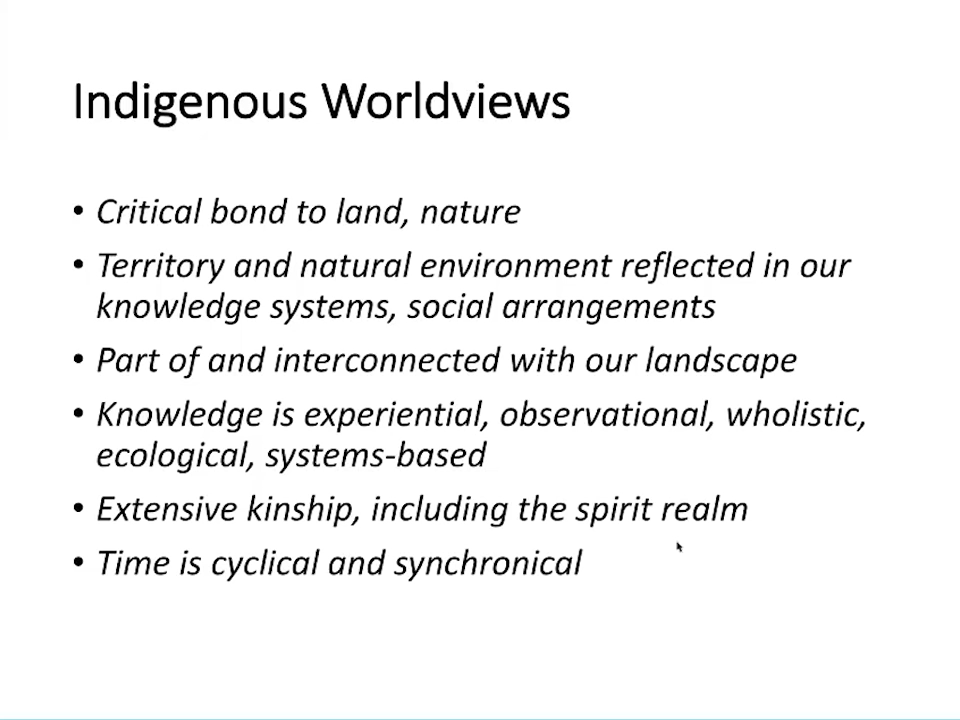 Indigenous Worldviews
• Critical bond to land, nature
• Territory and natural environment reflected in our
knowledge systems, social arrangements
• Part of and interconnected with our landscape
• Knowledge is experiential, observational, wholistic,
ecological, systems-based
• Extensive kinship, including the spirit realm
• Time is cyclical and synchronical